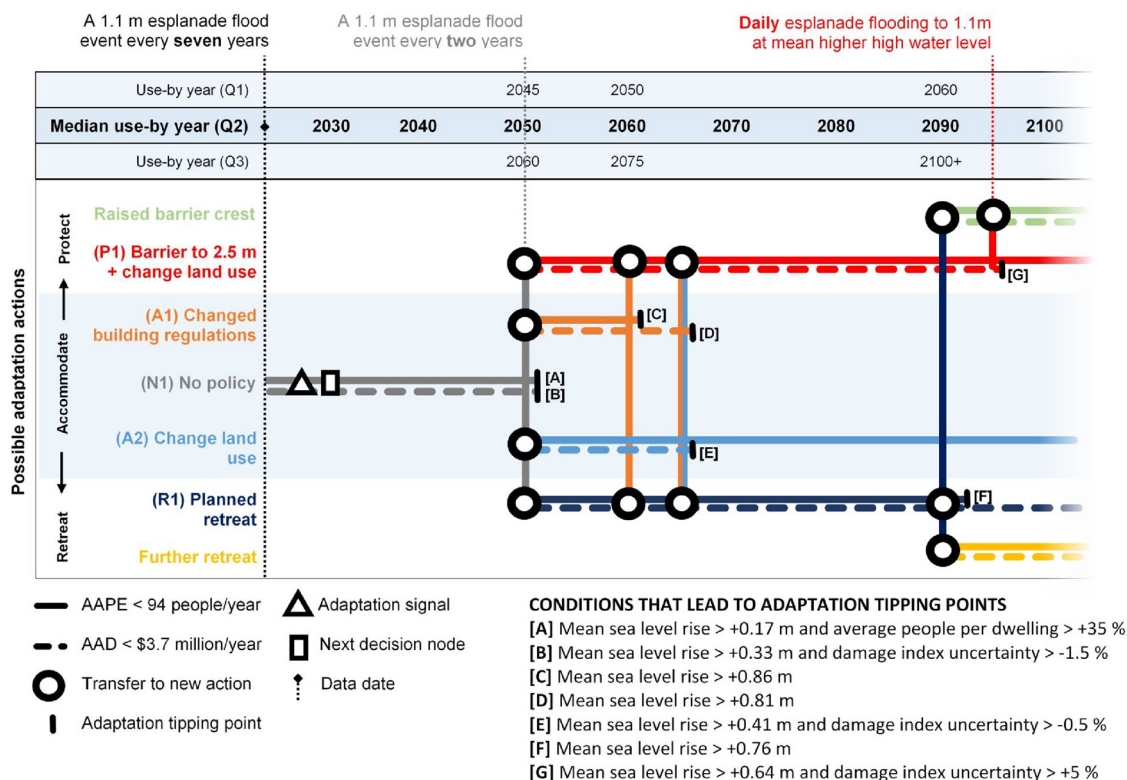 A 1.1 m esplanade flood
event every seven years
A 1.1 m esplanade flood
event every two years
Daily esplanade flooding to 1.1m
at mean higher high water level
Use-by year (Q1)
2045 2050 2060
Median use-by year (Q2)
2030 2040 2050 2060 2070 2080 2090 2100
Use-by year (Q3)
2060 2075 2100+
Possible adaptation actions
Protect
Accommodate
Retreat
Raised barrier crest
(P1) Barrier to 2.5 m
+ change land use
[G]
(A1) Changed
building regulations
[C]
[D]
(N1) No policy
[A]
[B]
(A2) Change land
use
[E]
(R1) Planned
retreat
[F]
Further retreat
AAPE < 94 people/year
AAD < $3.7 million/year
Transfer to new action
Adaptation tipping point
Adaptation signal
Next decision node
Data date
CONDITIONS THAT LEAD TO ADAPTATION TIPPING POINTS
[A] Mean sea level rise > +0.17 m and average people per dwelling > +35 %
[B] Mean sea level rise > +0.33 m and damage index uncertainty > -1.5 %
[C] Mean sea level rise > +0.86 m
[D] Mean sea level rise > +0.81 m
[E] Mean sea level rise > +0.41 m and damage index uncertainty > -0.5 %
[F] Mean sea level rise > +0.76 m
[G] Mean sea level rise > +0.64 m and damage index uncertainty > +5 %